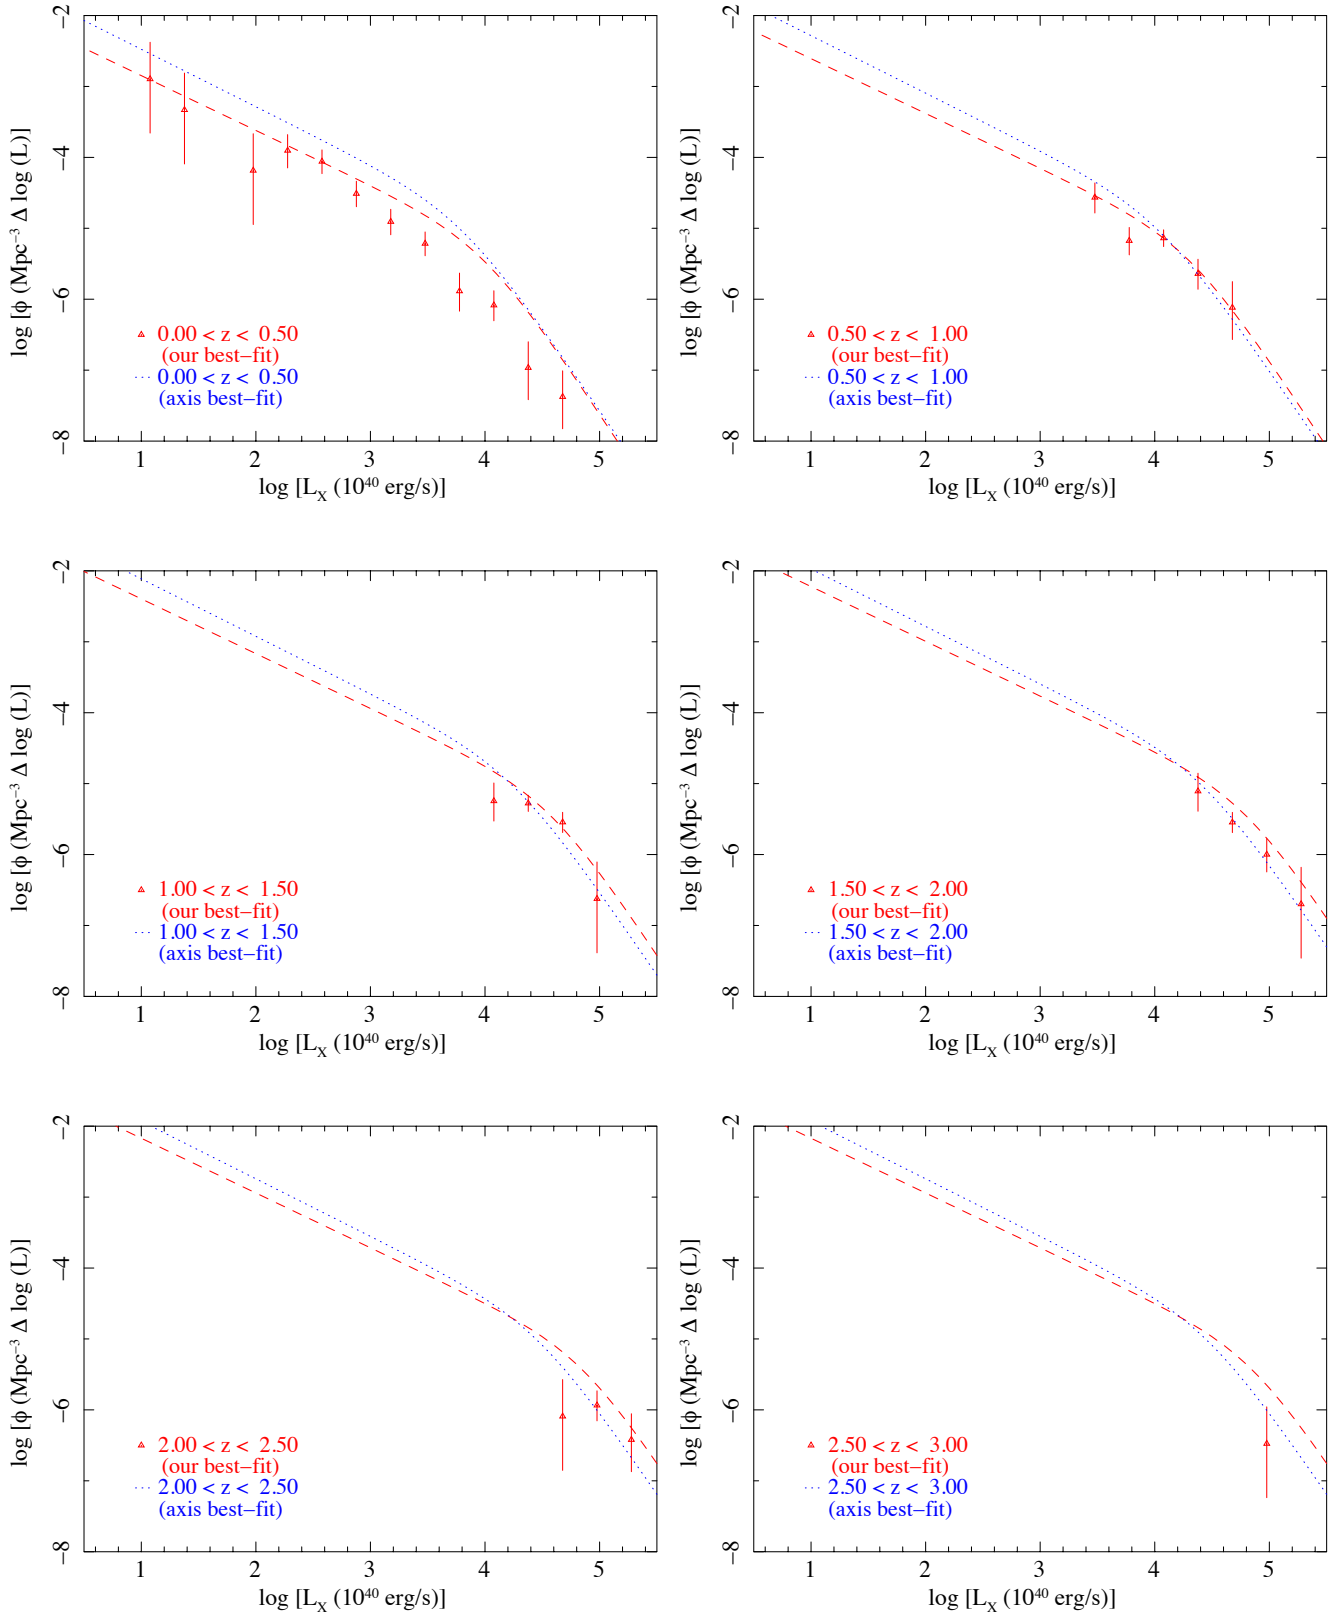 −2
−4
−6
−8
log [ϕ (Mpc⁻³ Δ log (L)]
0.00 < z < 0.50
(our best−fit)
0.00 < z < 0.50
(axis best−fit)
1 2 3 4 5
log [L_X (10⁴⁰ erg/s)]
−2
−4
−6
−8
log [ϕ (Mpc⁻³ Δ log (L)]
0.50 < z < 1.00
(our best−fit)
0.50 < z < 1.00
(axis best−fit)
1 2 3 4 5
log [L_X (10⁴⁰ erg/s)]
−2
−4
−6
−8
log [ϕ (Mpc⁻³ Δ log (L)]
1.00 < z < 1.50
(our best−fit)
1.00 < z < 1.50
(axis best−fit)
1 2 3 4 5
log [L_X (10⁴⁰ erg/s)]
−2
−4
−6
−8
log [ϕ (Mpc⁻³ Δ log (L)]
1.50 < z < 2.00
(our best−fit)
1.50 < z < 2.00
(axis best−fit)
1 2 3 4 5
log [L_X (10⁴⁰ erg/s)]
−2
−4
−6
−8
log [ϕ (Mpc⁻³ Δ log (L)]
2.00 < z < 2.50
(our best−fit)
2.00 < z < 2.50
(axis best−fit)
1 2 3 4 5
log [L_X (10⁴⁰ erg/s)]
−2
−4
−6
−8
log [ϕ (Mpc⁻³ Δ log (L)]
2.50 < z < 3.00
(our best−fit)
2.50 < z < 3.00
(axis best−fit)
1 2 3 4 5
log [L_X (10⁴⁰ erg/s)]